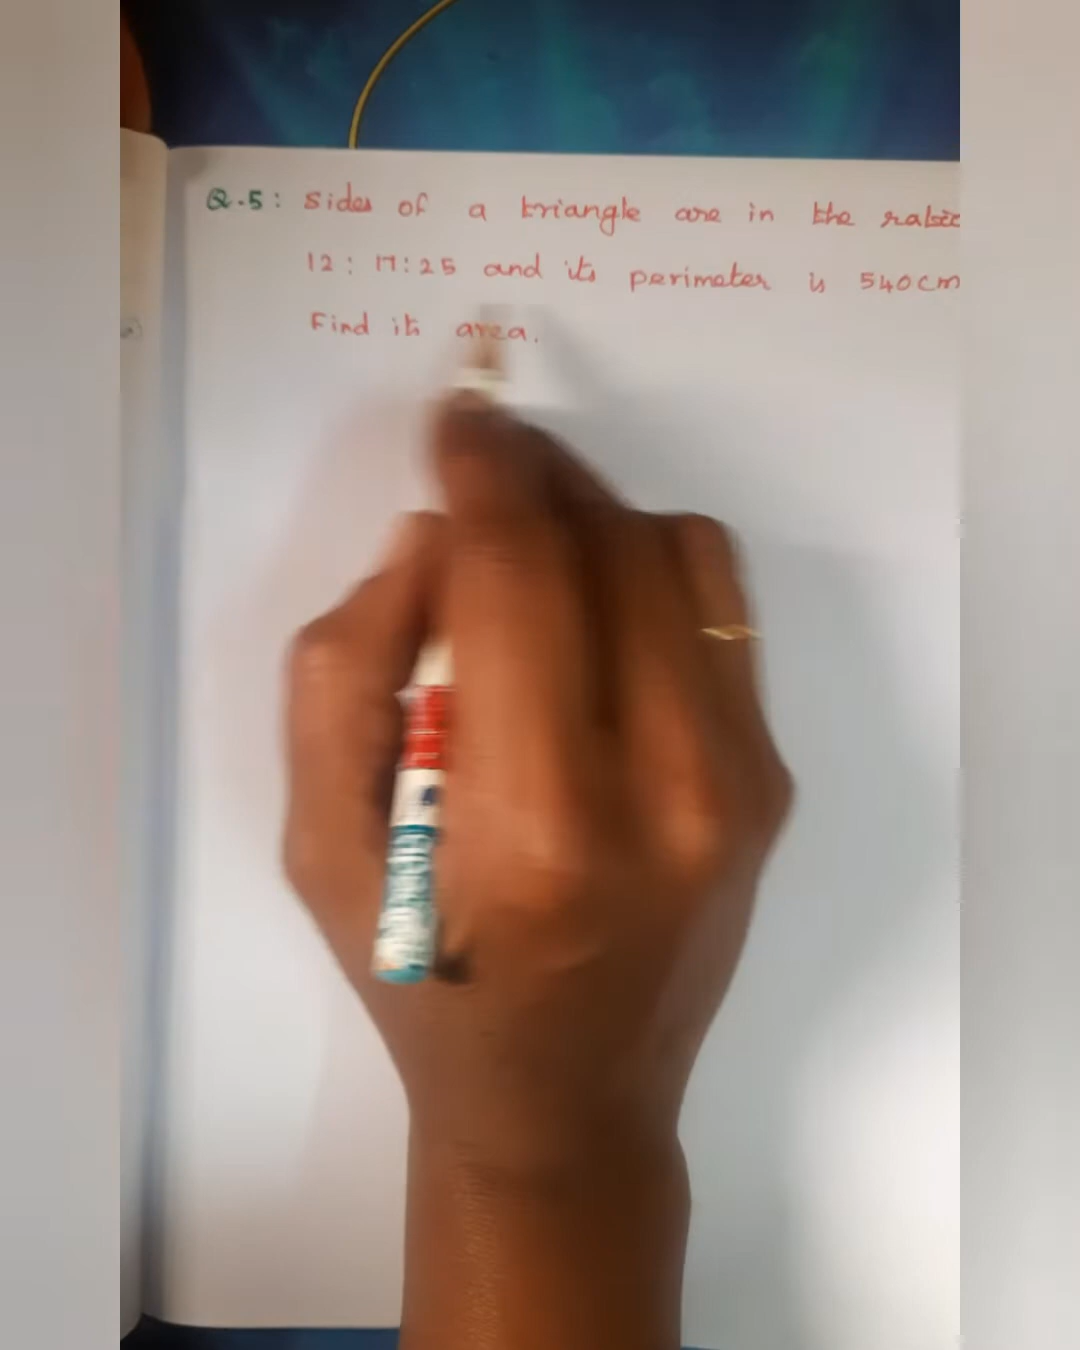 Q.5: Sides of a triangle are in the ratio
12: 17:25 and its perimeter is 540cm
Find its area.